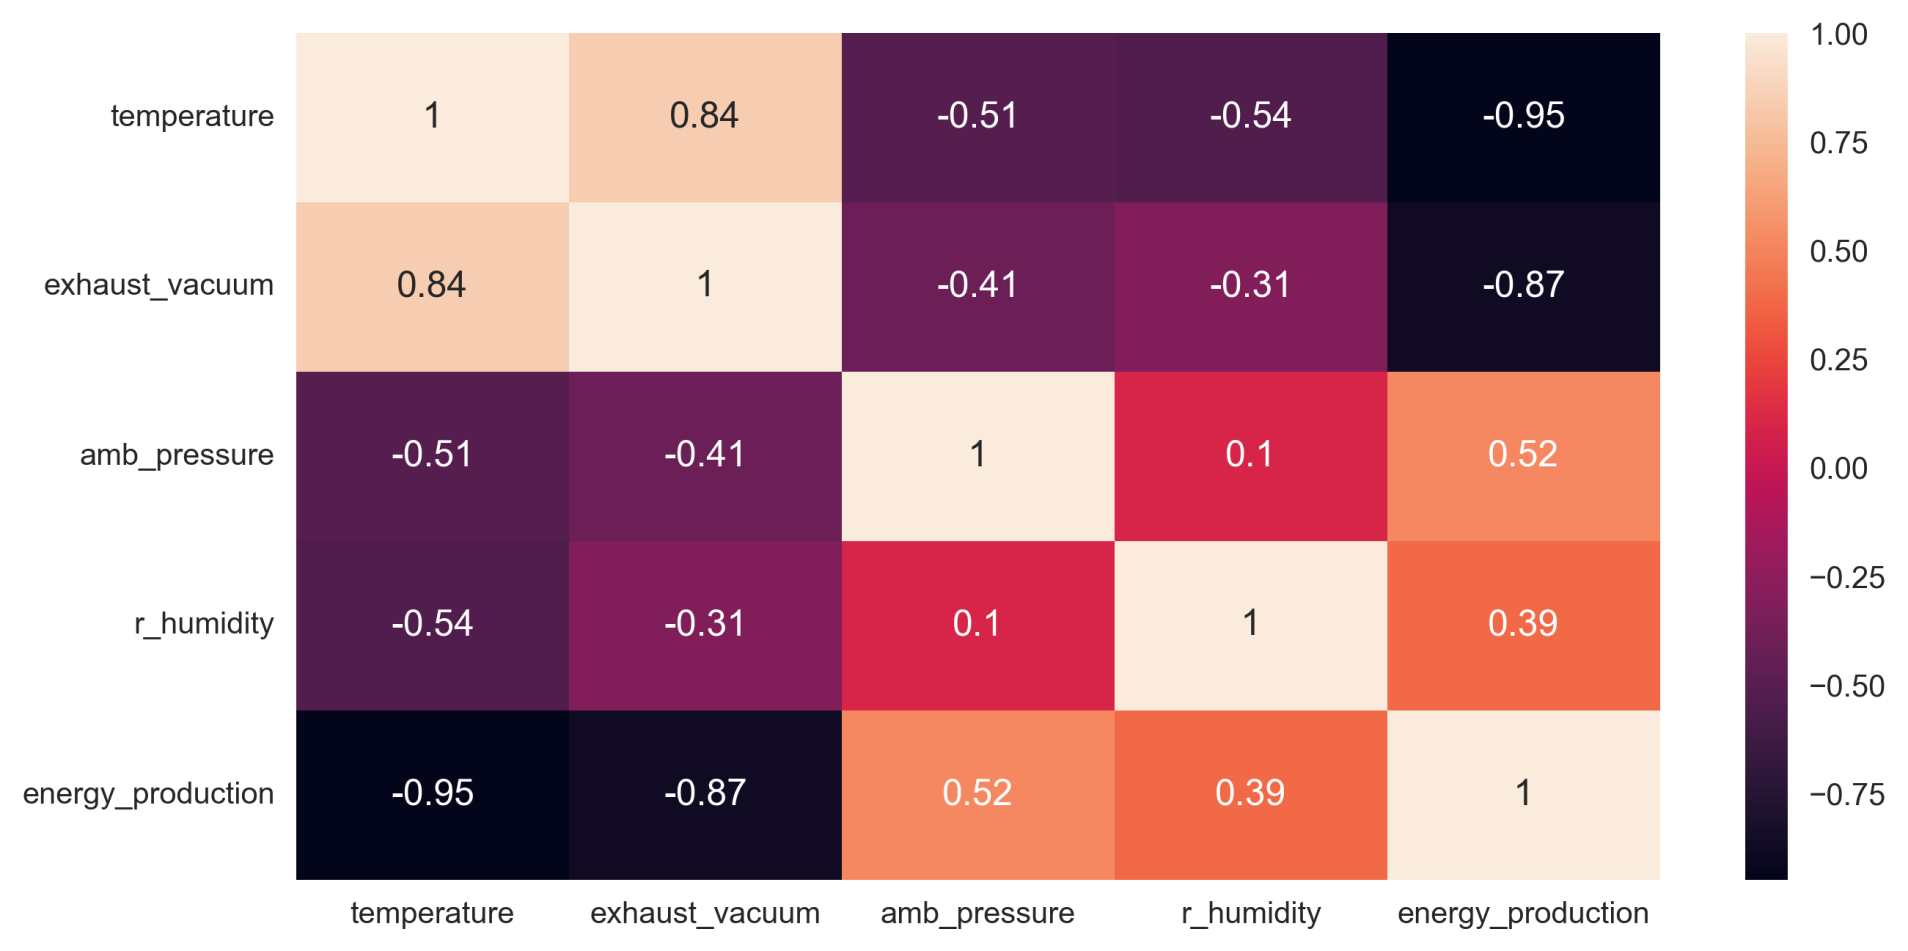 temperature 1 0.84 -0.51 -0.54 -0.95
exhaust_vacuum 0.84 1 -0.41 -0.31 -0.87
amb_pressure -0.51 -0.41 1 0.1 0.52
r_humidity -0.54 -0.31 0.1 1 0.39
energy_production -0.95 -0.87 0.52 0.39 1
temperature exhaust_vacuum amb_pressure r_humidity energy_production
1.00
0.75
0.50
0.25
0.00
−0.25
−0.50
−0.75